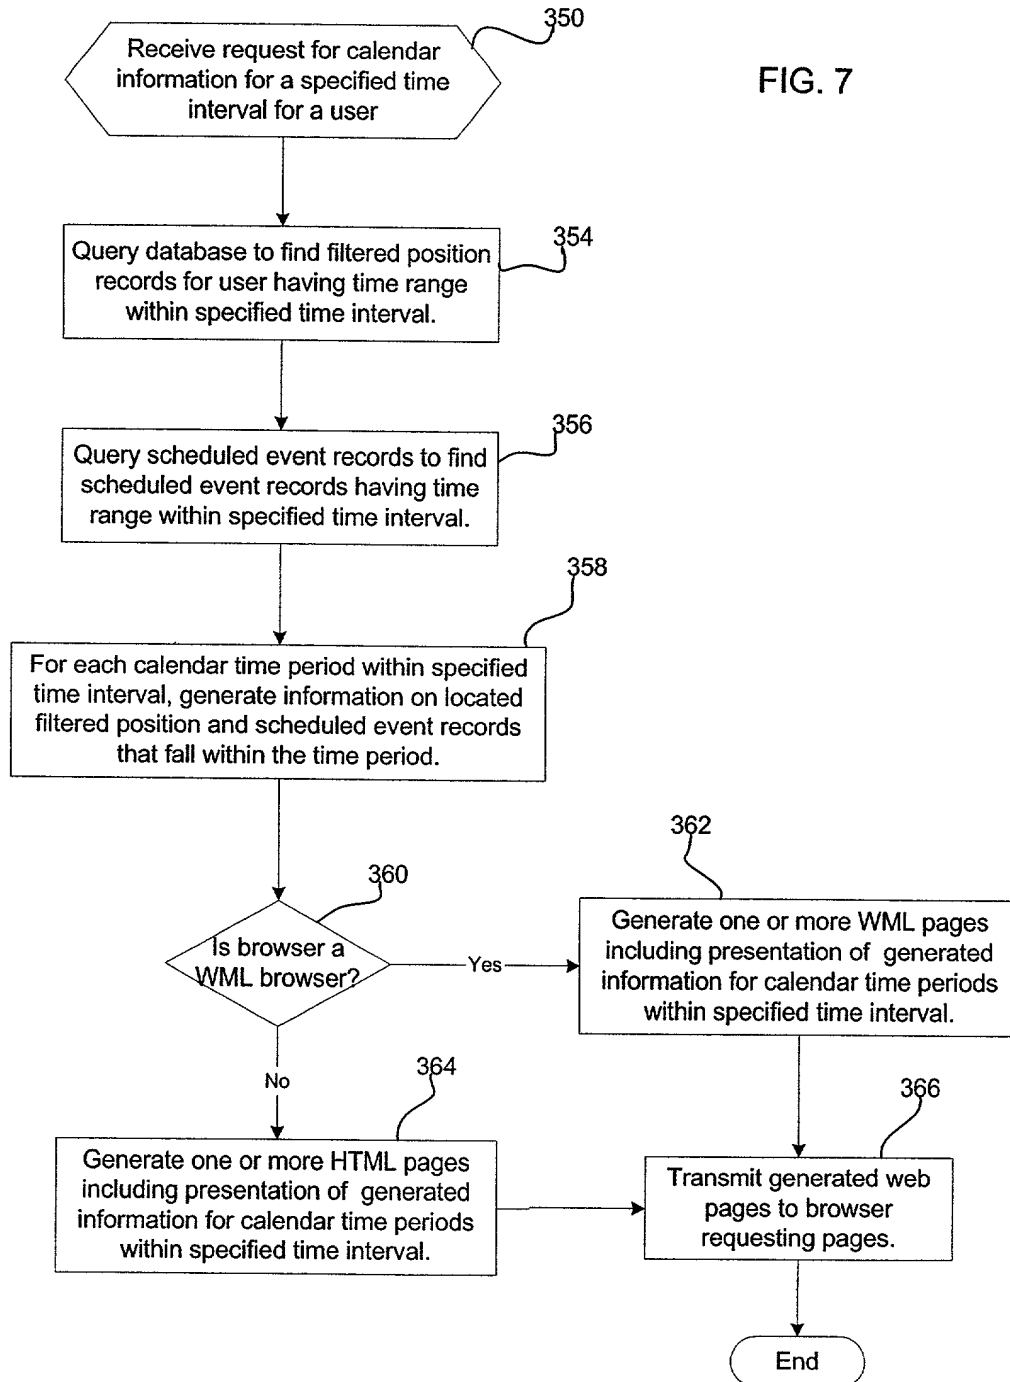 350
Receive request for calendar
information for a specified time
interval for a user
FIG. 7
354
Query database to find filtered position
records for user having time range
within specified time interval.
356
Query scheduled event records to find
scheduled event records having time
range within specified time interval.
358
For each calendar time period within specified
time interval, generate information on located
filtered position and scheduled event records
that fall within the time period.
360
Is browser a
WML browser?
Yes
362
Generate one or more WML pages
including presentation of generated
information for calendar time periods
within specified time interval.
No
364
Generate one or more HTML pages
including presentation of generated
information for calendar time periods
within specified time interval.
366
Transmit generated web
pages to browser
requesting pages.
End